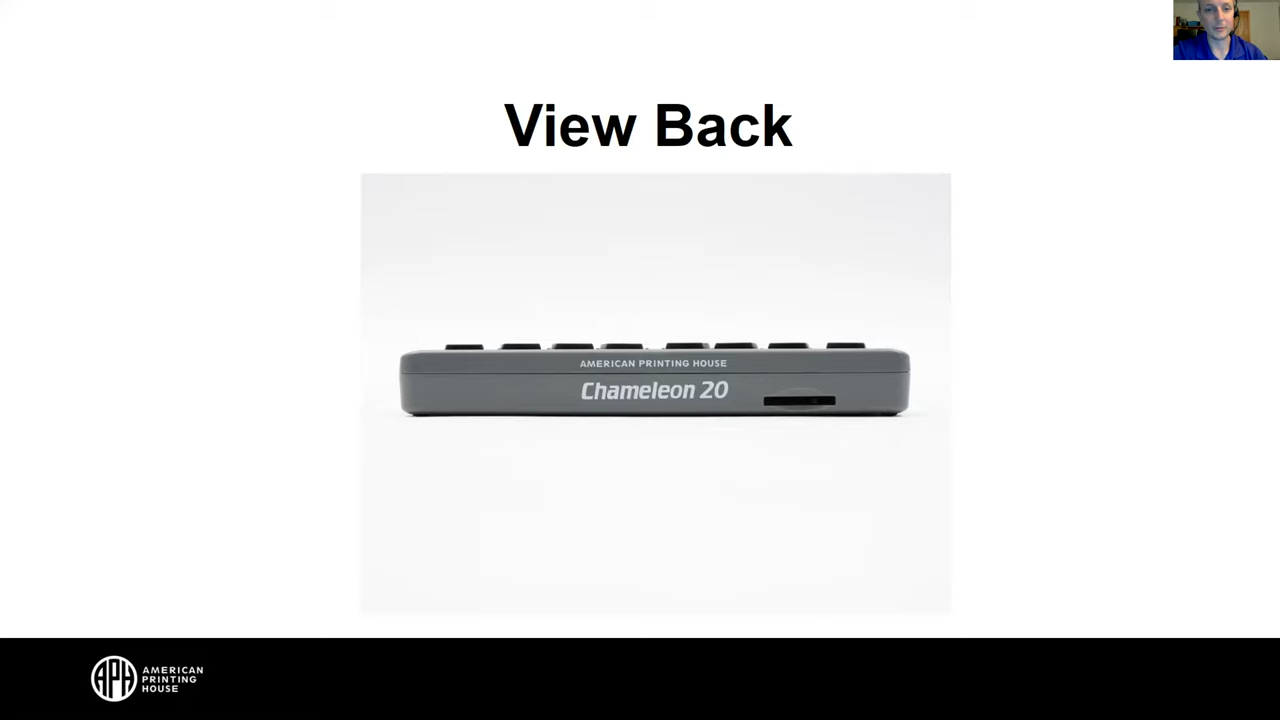 View Back
AMERICAN PRINTING HOUSE
Chameleon 20
APH
AMERICAN
PRINTING
HOUSE